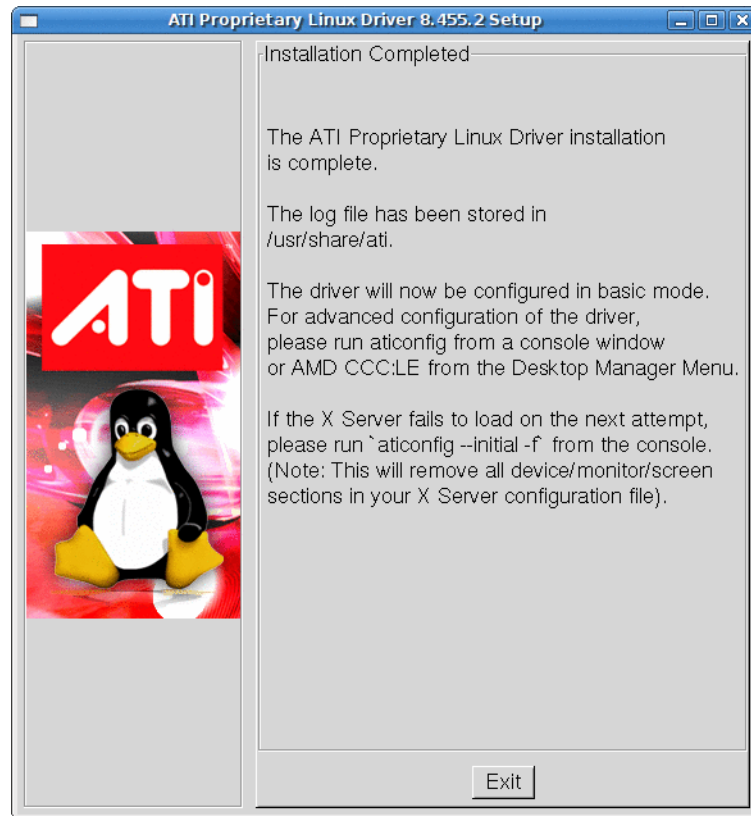 ATI Proprietary Linux Driver 8.455.2 Setup
Installation Completed
The ATI Proprietary Linux Driver installation
is complete.
The log file has been stored in
/usr/share/ati.
The driver will now be configured in basic mode.
For advanced configuration of the driver,
please run aticonfig from a console window
or AMD CCC:LE from the Desktop Manager Menu.
If the X Server fails to load on the next attempt,
please run `aticonfig --initial -f` from the console.
(Note: This will remove all device/monitor/screen
sections in your X Server configuration file).
ATI
Exit